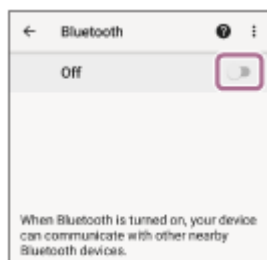 Bluetooth
Off
When Bluetooth is turned on, your device
can communicate with other nearby
Bluetooth devices.